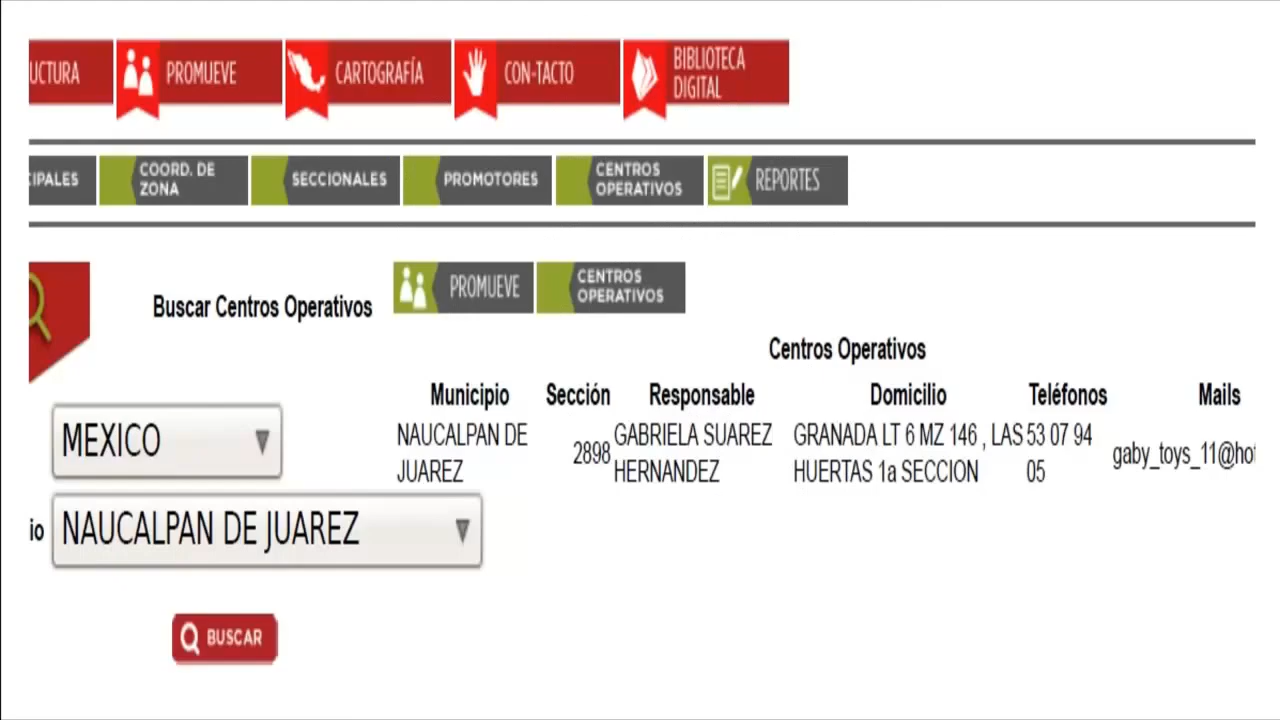 UCTURA PROMUEVE CARTOGRAFÍA CON-TACTO BIBLIOTECA
DIGITAL
CIPALES COORD. DE
ZONA SECCIONALES PROMOTORES CENTROS
OPERATIVOS REPORTES
Buscar Centros Operativos PROMUEVE CENTROS
OPERATIVOS
Centros Operativos
Municipio Sección Responsable Domicilio Teléfonos Mails
NAUCALPAN DE
JUAREZ 2898 GABRIELA SUAREZ
HERNANDEZ GRANADA LT 6 MZ 146 , LAS
HUERTAS 1a SECCION 53 07 94
05 gaby_toys_11@hot
MEXICO
io NAUCALPAN DE JUAREZ
BUSCAR